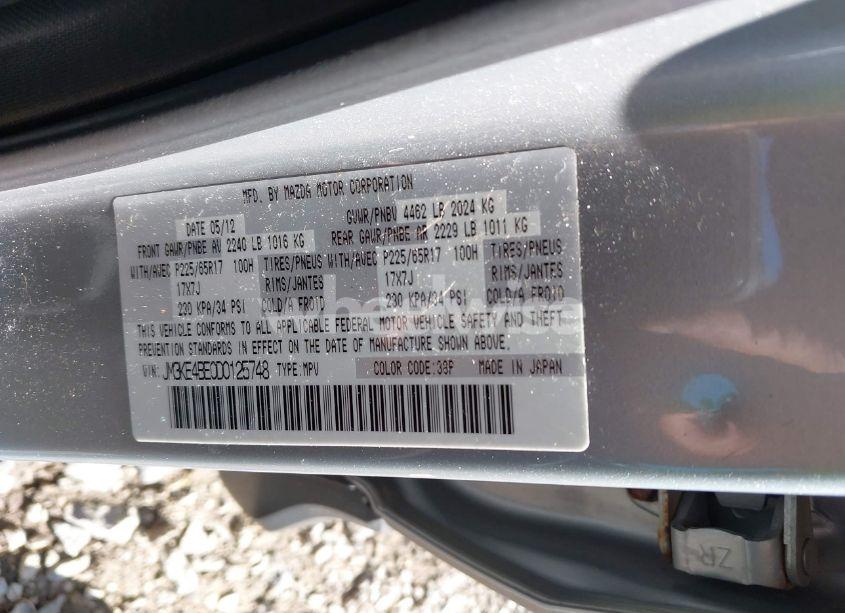 MFD. BY MAZDA MOTOR CORPORATION
DATE 05/12 GVWR/PNBV 4462 LB 2024 KG
FRONT GAWR/PNBE AV 2240 LB 1016 KG REAR GAWR/PNBE AR 2229 LB 1011 KG
WITH/AVEC P225/65R17 100H TIRES/PNEUS WITH/AVEC P225/65R17 100H TIRES/PNEUS
17X7J RIMS/JANTES 17X7J RIMS/JANTES
230 KPA/34 PSI COLD/A FROID 230 KPA/34 PSI COLD/A FROID
THIS VEHICLE CONFORMS TO ALL APPLICABLE FEDERAL MOTOR VEHICLE SAFETY AND THEFT
PREVENTION STANDARDS IN EFFECT ON THE DATE OF MANUFACTURE SHOWN ABOVE.
VIN: JM3KE4BE0D0125748 TYPE:MPV COLOR CODE:38P MADE IN JAPAN
ZR